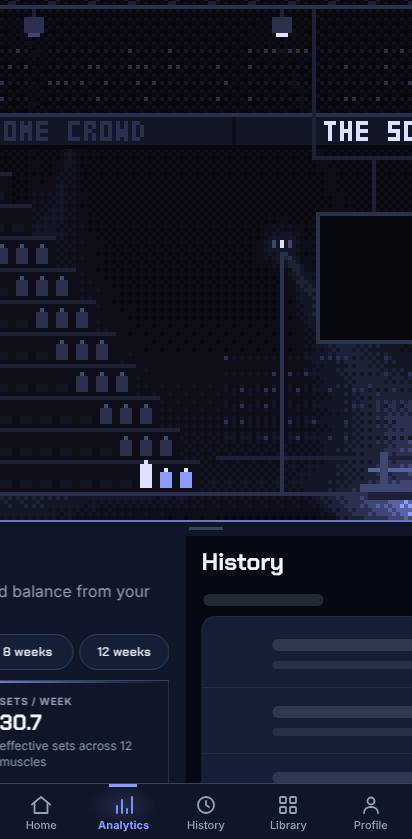 OME CROWD
THE SC
History
d balance from your
8 weeks
12 weeks
SETS / WEEK
30.7
effective sets across 12
muscles
Home
Analytics
History
Library
Profile